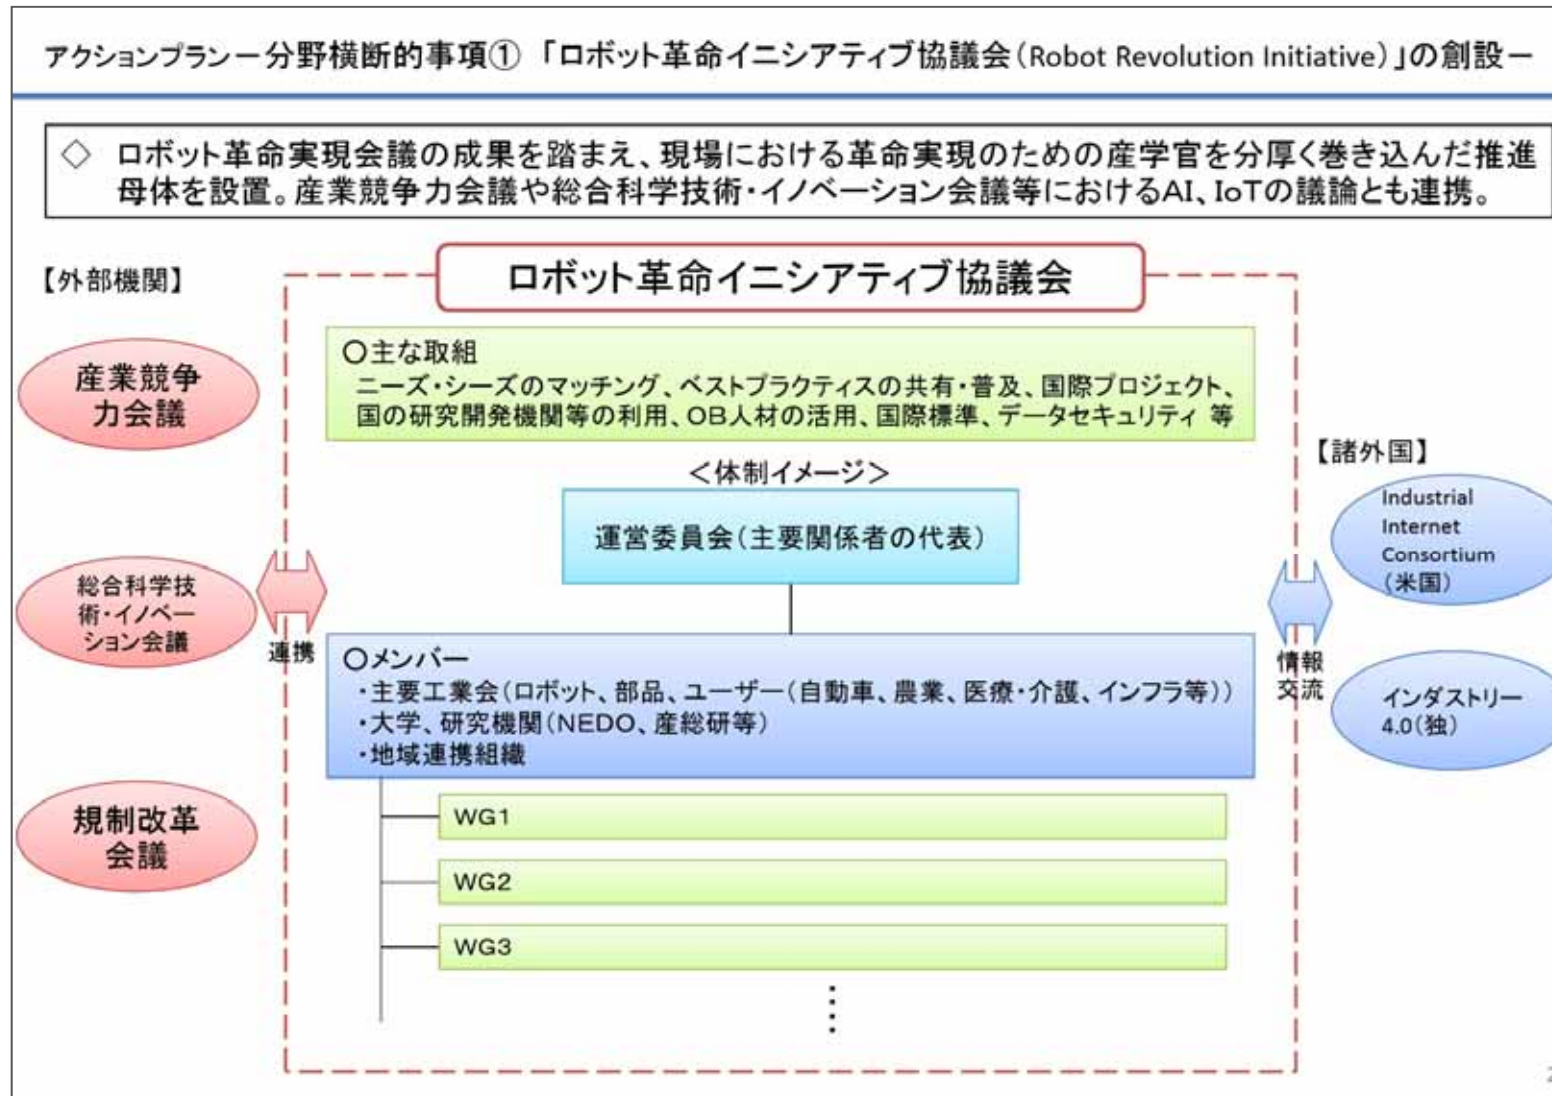 アクションプランー分野横断的事項① 「ロボット革命イニシアティブ協議会(Robot Revolution Initiative)」の創設ー
◇ ロボット革命実現会議の成果を踏まえ、現場における革命実現のための産学官を分厚く巻き込んだ推進
母体を設置。産業競争力会議や総合科学技術・イノベーション会議等におけるAI、IoTの議論とも連携。
【外部機関】
ロボット革命イニシアティブ協議会
産業競争
力会議
○主な取組
ニーズ・シーズのマッチング、ベストプラクティスの共有・普及、国際プロジェクト、
国の研究開発機関等の利用、OB人材の活用、国際標準、データセキュリティ 等
<体制イメージ>
運営委員会(主要関係者の代表)
【諸外国】
Industrial
Internet
Consortium
(米国)
総合科学技
術・イノベー
ション会議
連携
○メンバー
・主要工業会(ロボット、部品、ユーザー(自動車、農業、医療・介護、インフラ等))
・大学、研究機関(NEDO、産総研等)
・地域連携組織
情報
交流
インダストリー
4.0(独)
規制改革
会議
WG1
WG2
WG3
⋮
2